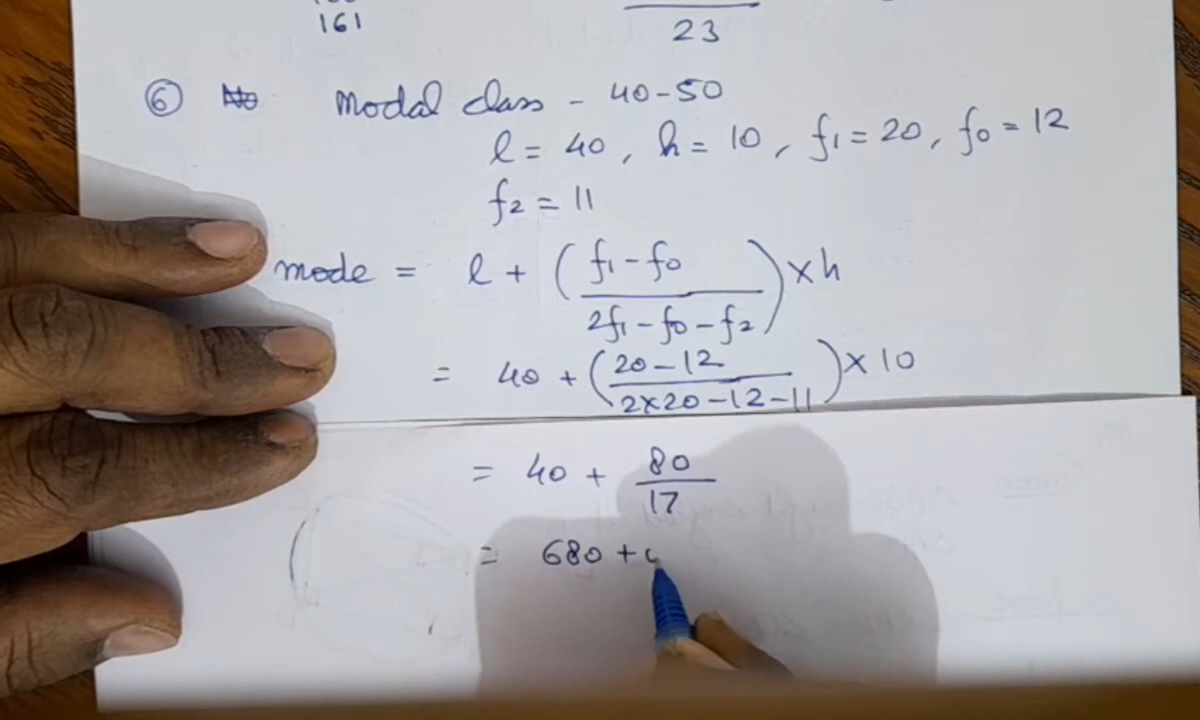 161
23
⑥ No Modal class - 40-50
l = 40, h = 10, f1 = 20, f0 = 12
f2 = 11
mode = l + (f1-f0 / 2f1-f0-f2) × h
= 40 + (20-12 / 2×20-12-11) × 10
= 40 + 80 / 17
= 680 +